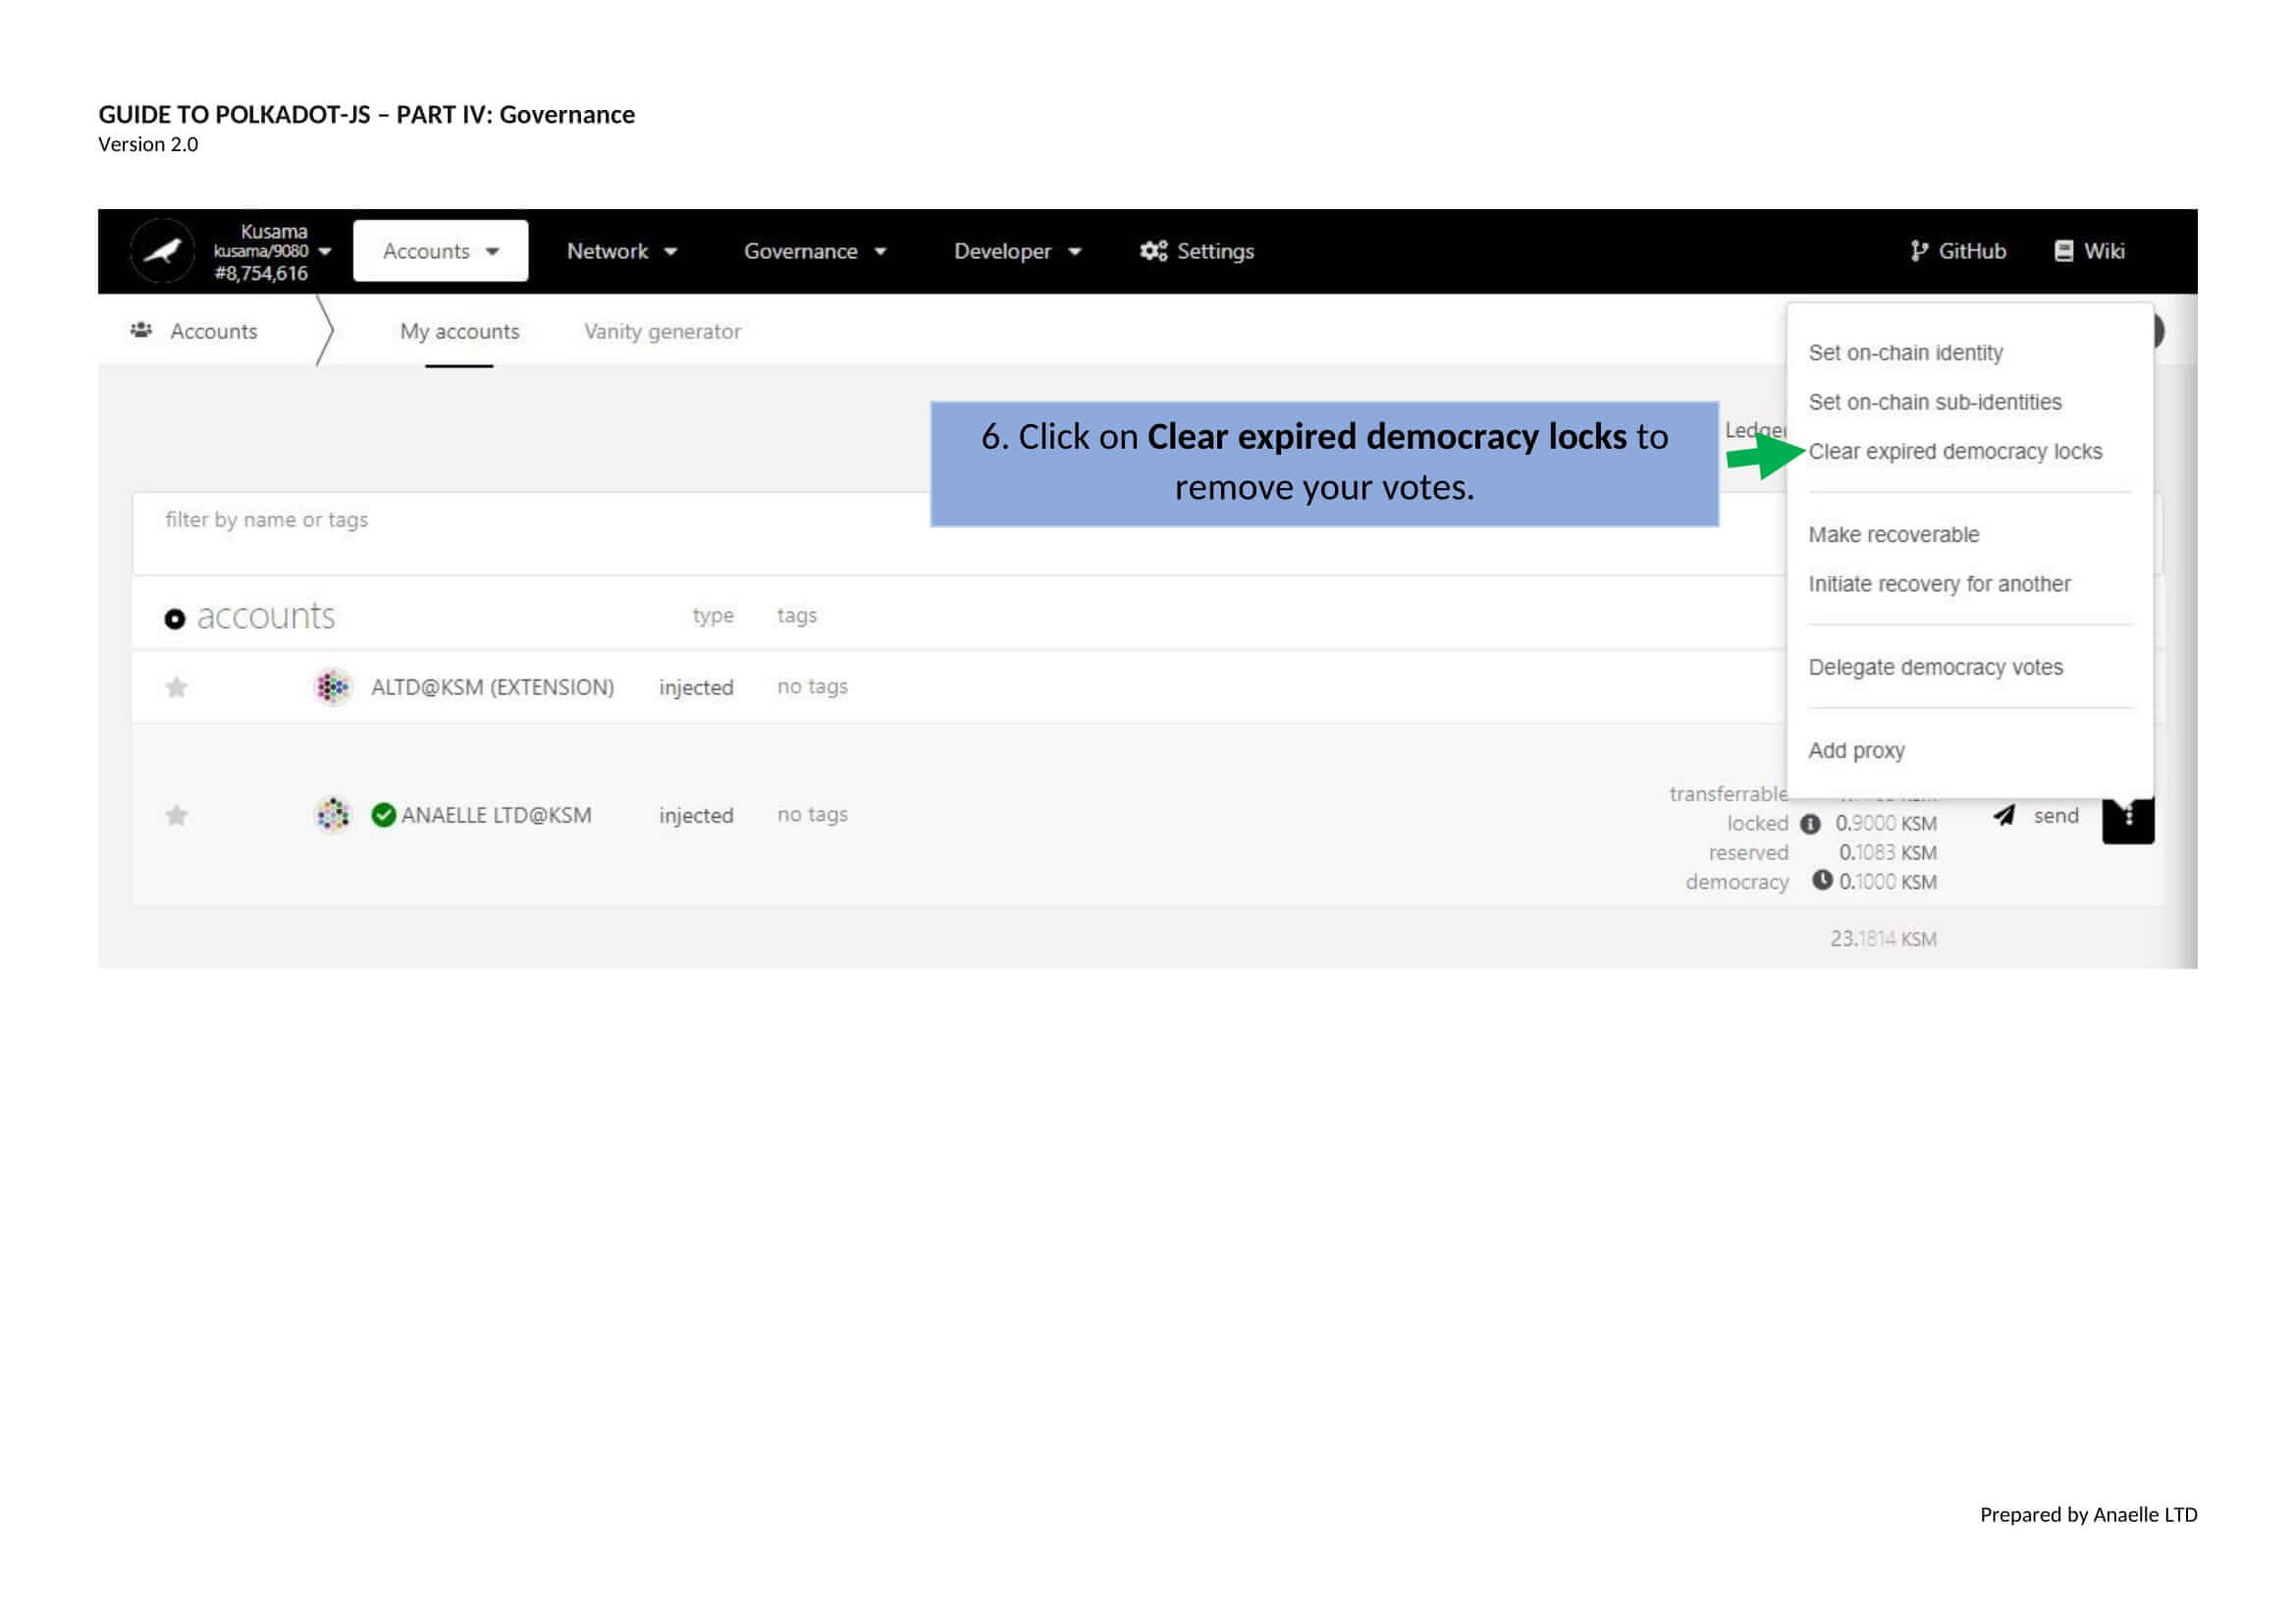 GUIDE TO POLKADOT-JS – PART IV: Governance
Version 2.0
Kusama
kusama/9080
#8,754,616
Accounts
Network
Governance
Developer
Settings
GitHub
Wiki
Accounts
My accounts
Vanity generator
Set on-chain identity
Set on-chain sub-identities
Clear expired democracy locks
Make recoverable
Initiate recovery for another
Delegate democracy votes
Add proxy
6. Click on Clear expired democracy locks to
remove your votes.
filter by name or tags
accounts type tags
ALTD@KSM (EXTENSION) injected no tags
ANAELLE LTD@KSM injected no tags
transferrable
locked 0.9000 KSM
reserved 0.1083 KSM
democracy 0.1000 KSM
send
23.1814 KSM
Prepared by Anaelle LTD